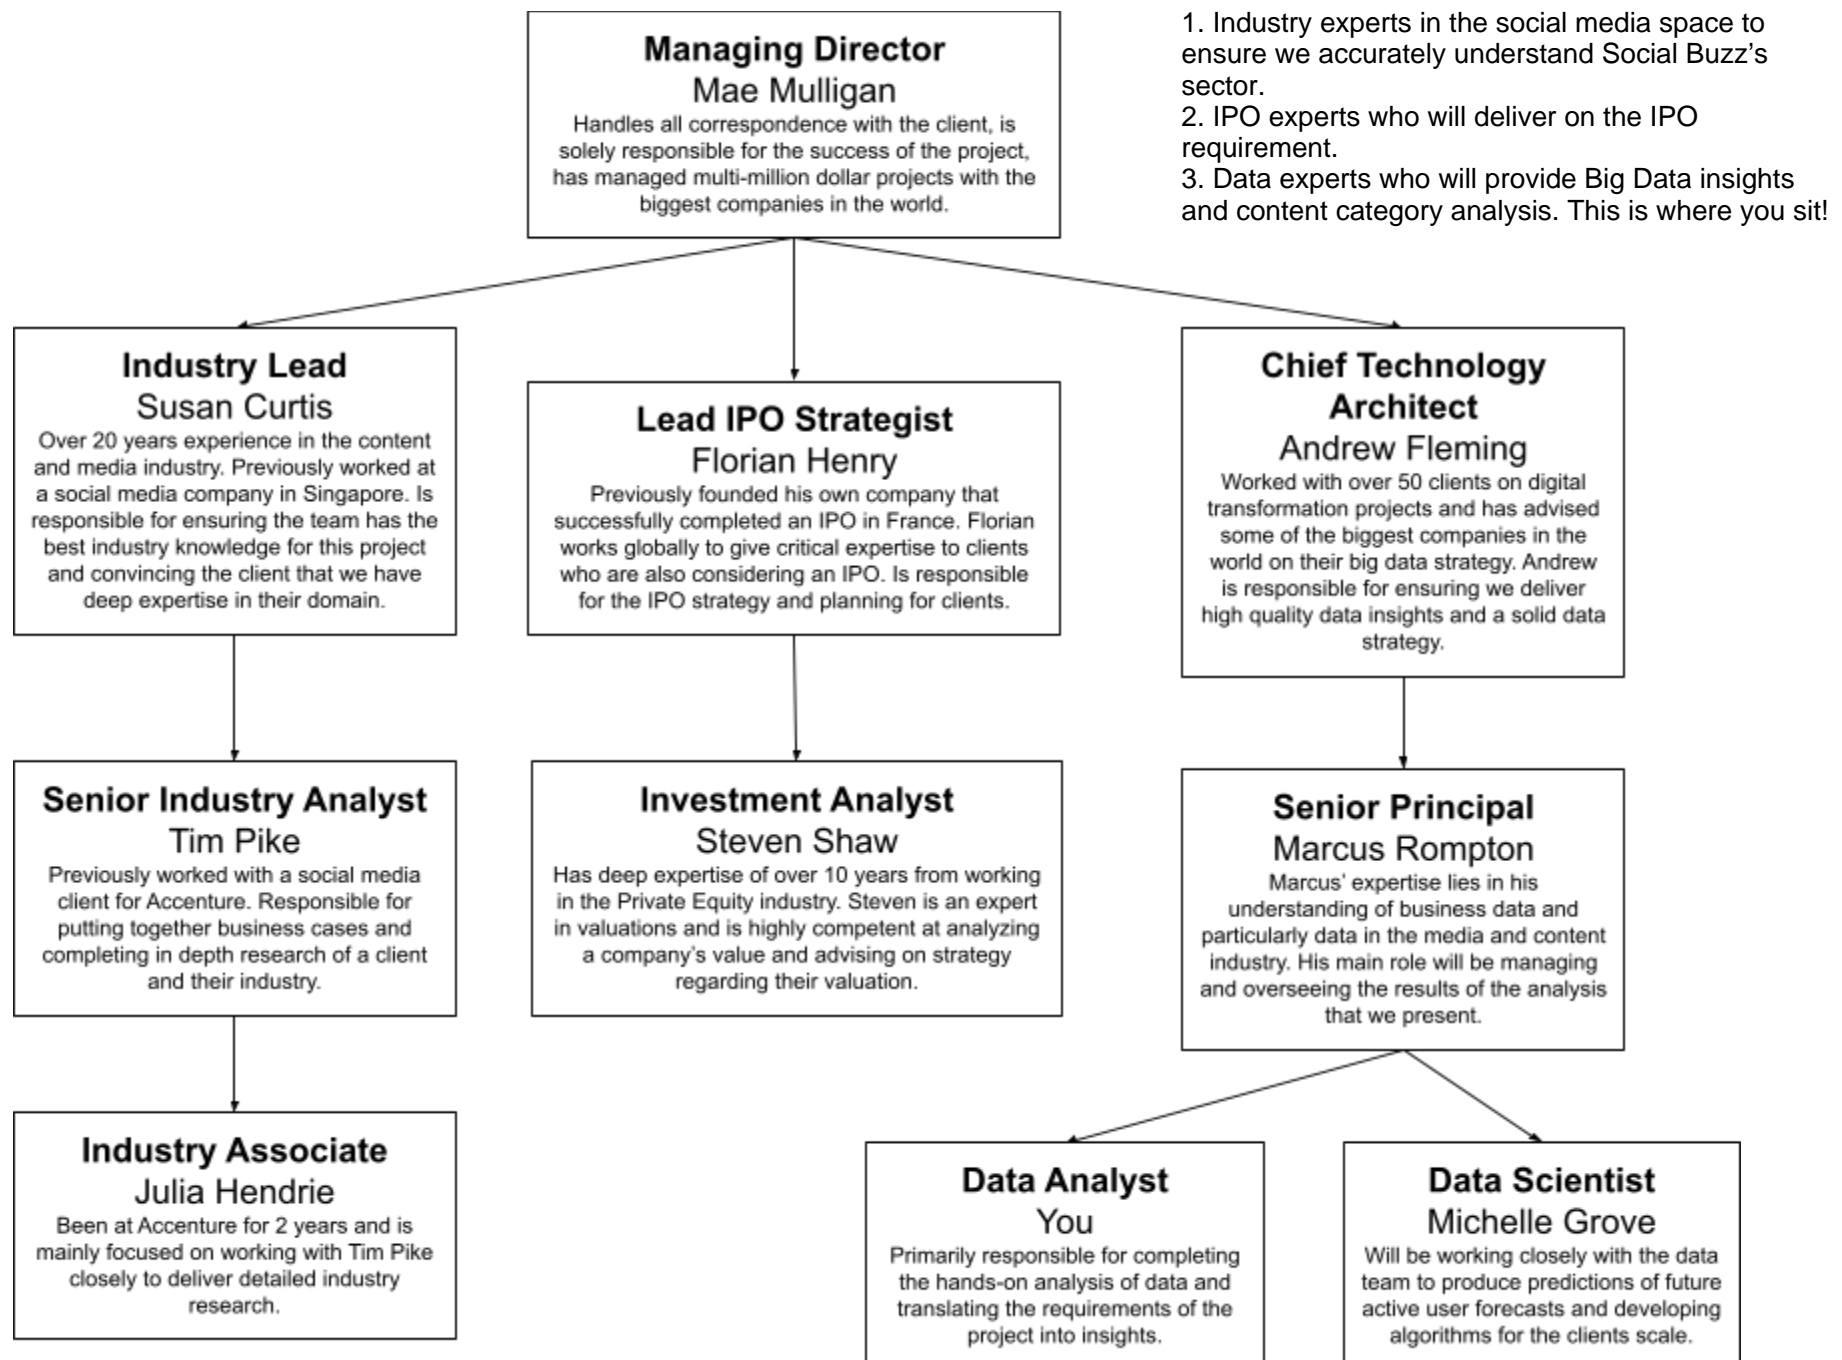 Managing Director
Mae Mulligan
Handles all correspondence with the client, is
solely responsible for the success of the project,
has managed multi-million dollar projects with the
biggest companies in the world.
1. Industry experts in the social media space to
ensure we accurately understand Social Buzz’s
sector.
2. IPO experts who will deliver on the IPO
requirement.
3. Data experts who will provide Big Data insights
and content category analysis. This is where you sit!
Industry Lead
Susan Curtis
Over 20 years experience in the content
and media industry. Previously worked at
a social media company in Singapore. Is
responsible for ensuring the team has the
best industry knowledge for this project
and convincing the client that we have
deep expertise in their domain.
Lead IPO Strategist
Florian Henry
Previously founded his own company that
successfully completed an IPO in France. Florian
works globally to give critical expertise to clients
who are also considering an IPO. Is responsible
for the IPO strategy and planning for clients.
Chief Technology
Architect
Andrew Fleming
Worked with over 50 clients on digital
transformation projects and has advised
some of the biggest companies in the
world on their big data strategy. Andrew
is responsible for ensuring we deliver
high quality data insights and a solid data
strategy.
Senior Industry Analyst
Tim Pike
Previously worked with a social media
client for Accenture. Responsible for
putting together business cases and
completing in depth research of a client
and their industry.
Investment Analyst
Steven Shaw
Has deep expertise of over 10 years from working
in the Private Equity industry. Steven is an expert
in valuations and is highly competent at analyzing
a company’s value and advising on strategy
regarding their valuation.
Senior Principal
Marcus Rompton
Marcus’ expertise lies in his
understanding of business data and
particularly data in the media and content
industry. His main role will be managing
and overseeing the results of the analysis
that we present.
Industry Associate
Julia Hendrie
Been at Accenture for 2 years and is
mainly focused on working with Tim Pike
closely to deliver detailed industry
research.
Data Analyst
You
Primarily responsible for completing
the hands-on analysis of data and
translating the requirements of the
project into insights.
Data Scientist
Michelle Grove
Will be working closely with the data
team to produce predictions of future
active user forecasts and developing
algorithms for the clients scale.